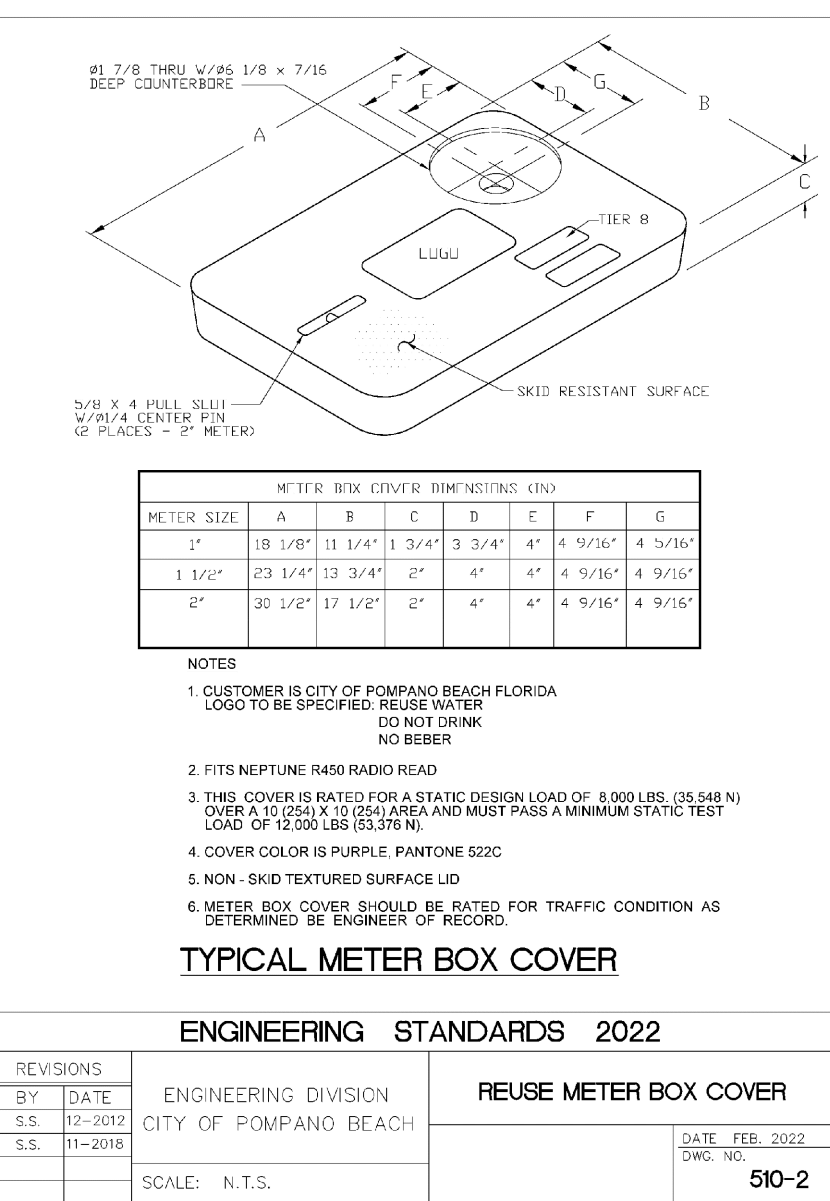 Ø1 7/8 THRU W/Ø6 1/8 x 7/16
DEEP COUNTERBORE
A
F
E
D
G
B
C
TIER 8
LOGO
SKID RESISTANT SURFACE
5/8 X 4 PULL SLOT
W/Ø1/4 CENTER PIN
(2 PLACES - 2" METER)
METER BOX COVER DIMENSIONS (IN)
METER SIZE A B C D E F G
1" 18 1/8" 11 1/4" 1 3/4" 3 3/4" 4" 4 9/16" 4 5/16"
1 1/2" 23 1/4" 13 3/4" 2" 4" 4" 4 9/16" 4 9/16"
2" 30 1/2" 17 1/2" 2" 4" 4" 4 9/16" 4 9/16"
NOTES
1. CUSTOMER IS CITY OF POMPANO BEACH FLORIDA
LOGO TO BE SPECIFIED: REUSE WATER
DO NOT DRINK
NO BEBER
2. FITS NEPTUNE R450 RADIO READ
3. THIS COVER IS RATED FOR A STATIC DESIGN LOAD OF 8,000 LBS. (35,548 N)
OVER A 10 (254) X 10 (254) AREA AND MUST PASS A MINIMUM STATIC TEST
LOAD OF 12,000 LBS (53,376 N).
4. COVER COLOR IS PURPLE, PANTONE 522C
5. NON - SKID TEXTURED SURFACE LID
6. METER BOX COVER SHOULD BE RATED FOR TRAFFIC CONDITION AS
DETERMINED BE ENGINEER OF RECORD.
TYPICAL METER BOX COVER
ENGINEERING STANDARDS 2022
REVISIONS
BY DATE
S.S. 12-2012
S.S. 11-2018
ENGINEERING DIVISION
CITY OF POMPANO BEACH
SCALE: N.T.S.
REUSE METER BOX COVER
DATE FEB. 2022
DWG. NO.
510-2